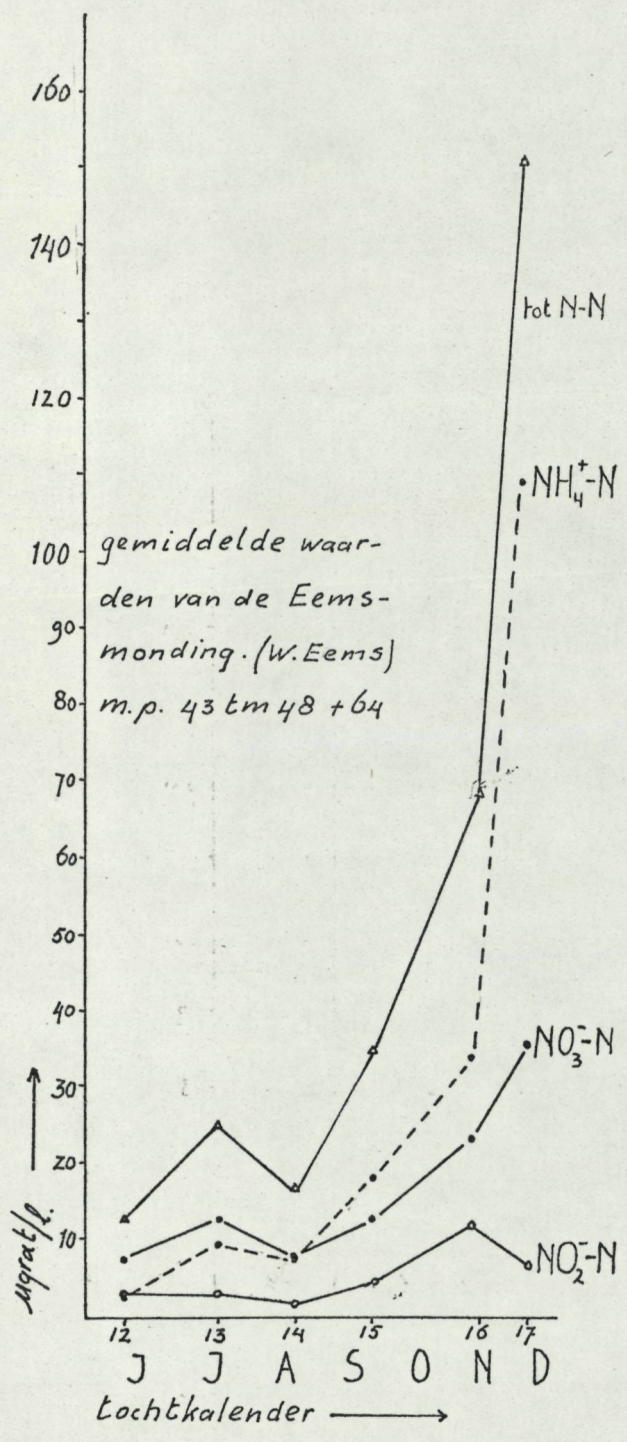 160
140
tot N-N
120
NH₄⁺-N
100
gemiddelde waar-
den van de Eems-
90
monding. (W. Eems)
80
m.p. 43 tm 48 + 64
70
60
50
40
NO₃⁻-N
30
20
10
NO₂⁻-N
µgrat/l.
12 13 14 15 16 17
J J A S O N D
tochtkalender